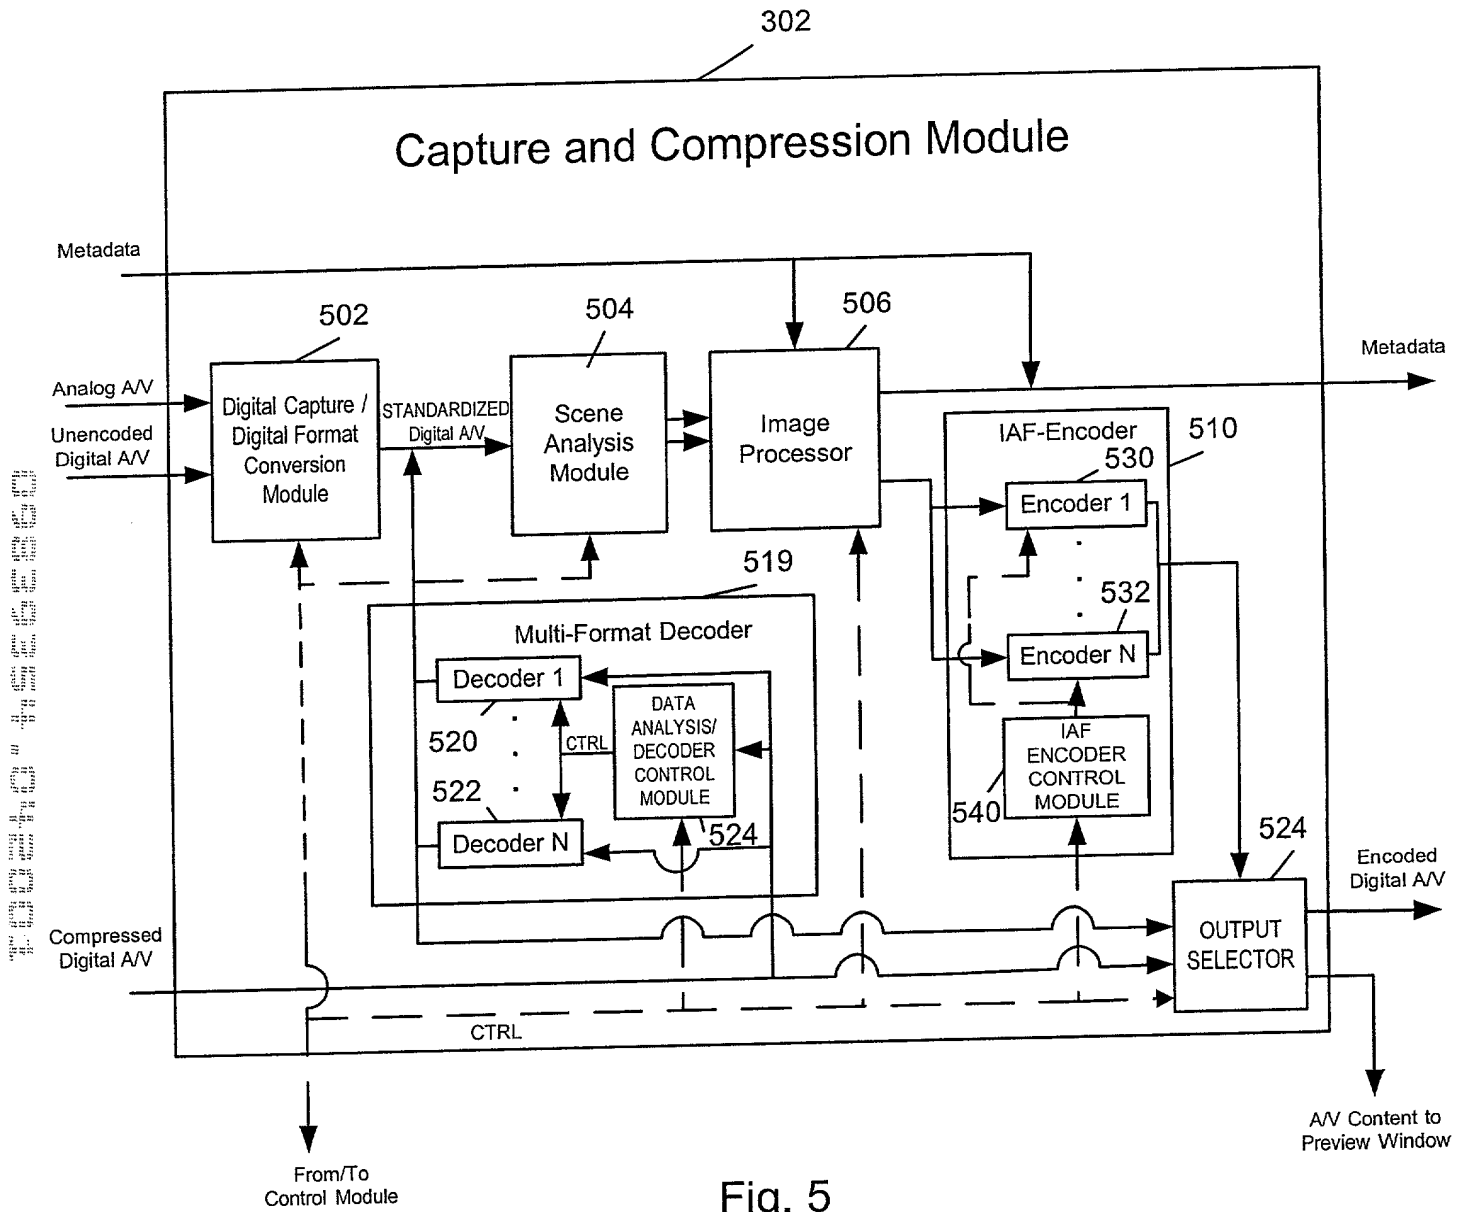 302
Capture and Compression Module
Metadata
502
504
506
Metadata
Analog A/V
Unencoded
Digital A/V
Digital Capture /
Digital Format
Conversion
Module
STANDARDIZED
Digital A/V
Scene
Analysis
Module
Image
Processor
IAF-Encoder
510
530
Encoder 1
532
Encoder N
IAF
ENCODER
CONTROL
MODULE
540
519
Multi-Format Decoder
Decoder 1
520
522
Decoder N
CTRL
DATA
ANALYSIS/
DECODER
CONTROL
MODULE
524
524
OUTPUT
SELECTOR
Encoded
Digital A/V
Compressed
Digital A/V
CTRL
A/V Content to
Preview Window
From/To
Control Module
Fig. 5